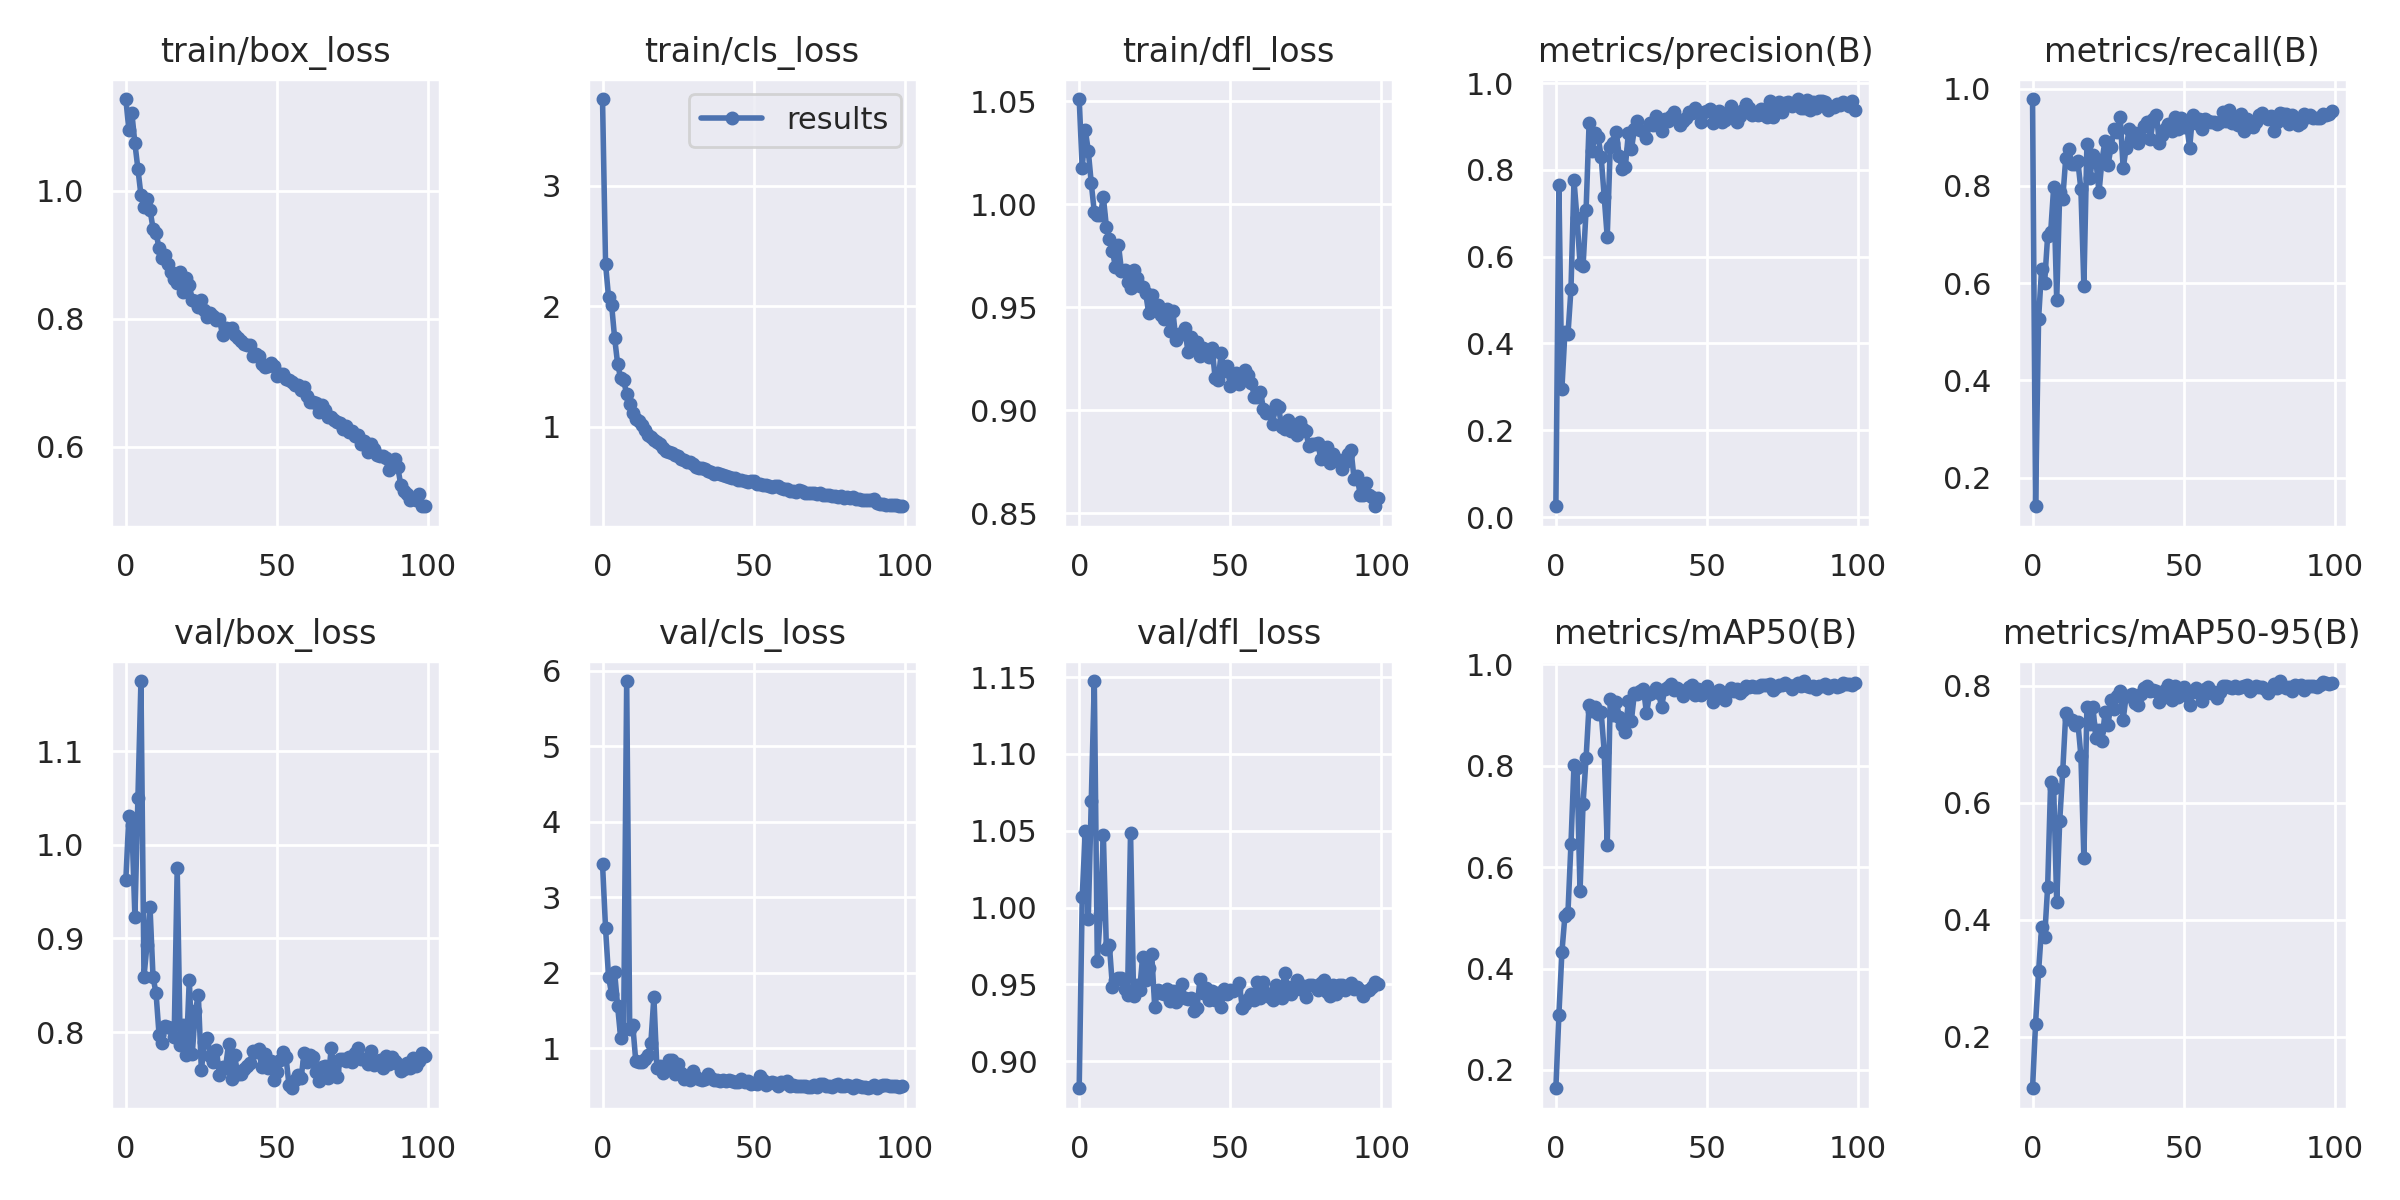 train/box_loss
1.0
0.8
0.6
0 50 100
train/cls_loss
results
3
2
1
0 50 100
train/dfl_loss
1.05
1.00
0.95
0.90
0.85
0 50 100
metrics/precision(B)
1.0
0.8
0.6
0.4
0.2
0.0
0 50 100
metrics/recall(B)
1.0
0.8
0.6
0.4
0.2
0 50 100
val/box_loss
1.1
1.0
0.9
0.8
0 50 100
val/cls_loss
6
5
4
3
2
1
0 50 100
val/dfl_loss
1.15
1.10
1.05
1.00
0.95
0.90
0 50 100
metrics/mAP50(B)
1.0
0.8
0.6
0.4
0.2
0 50 100
metrics/mAP50-95(B)
0.8
0.6
0.4
0.2
0 50 100